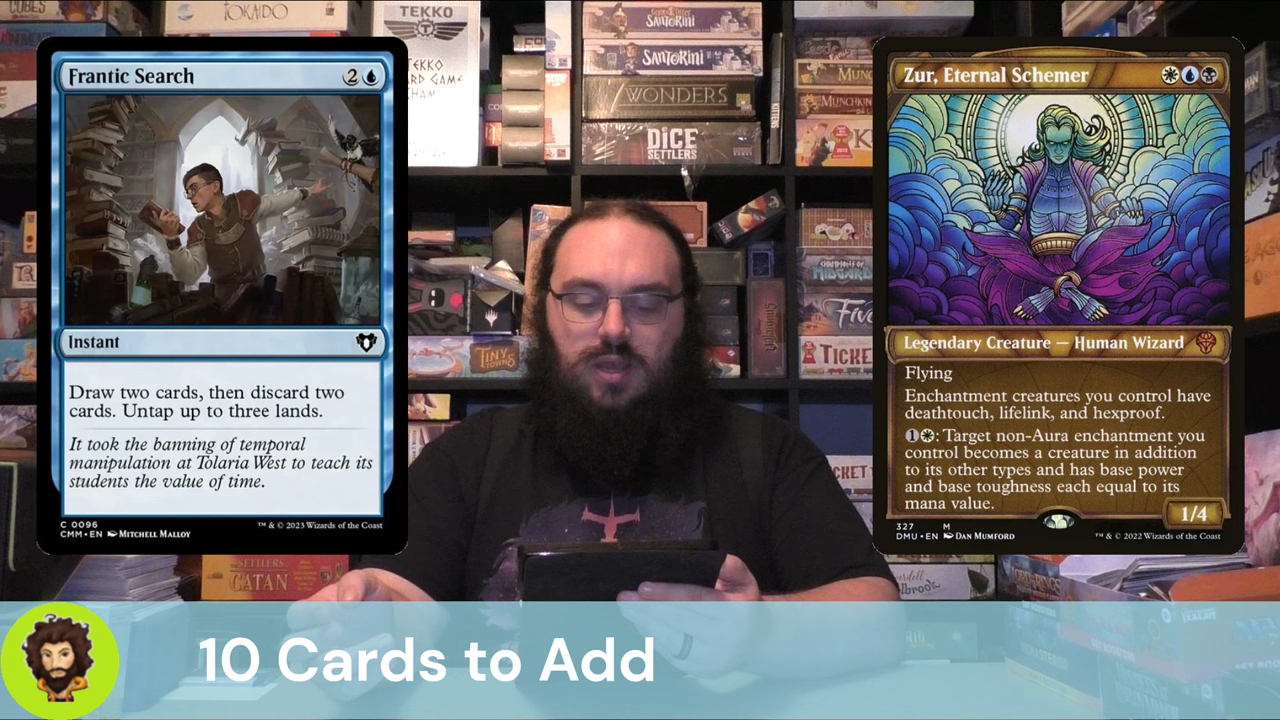 TOKAIDO
TEKKO
SANTORINI
SANTORINI
WONDERS
DiCE
SETTLERS
TINY
TOWNS
SETTLERS
CATAN
Frantic Search 2
Instant
Draw two cards, then discard two
cards. Untap up to three lands.
It took the banning of temporal
manipulation at Tolaria West to teach its
students the value of time.
C 0096
CMM • EN MITCHELL MALLOY
™ & © 2023 Wizards of the Coast
Zur, Eternal Schemer
Legendary Creature — Human Wizard
Flying
Enchantment creatures you control have
deathtouch, lifelink, and hexproof.
1: Target non-Aura enchantment you
control becomes a creature in addition
to its other types and has base power
and base toughness each equal to its
mana value.
1/4
327 M
DMU • EN DAN MUMFORD
™ & © 2022 Wizards of the Coast
10 Cards to Add